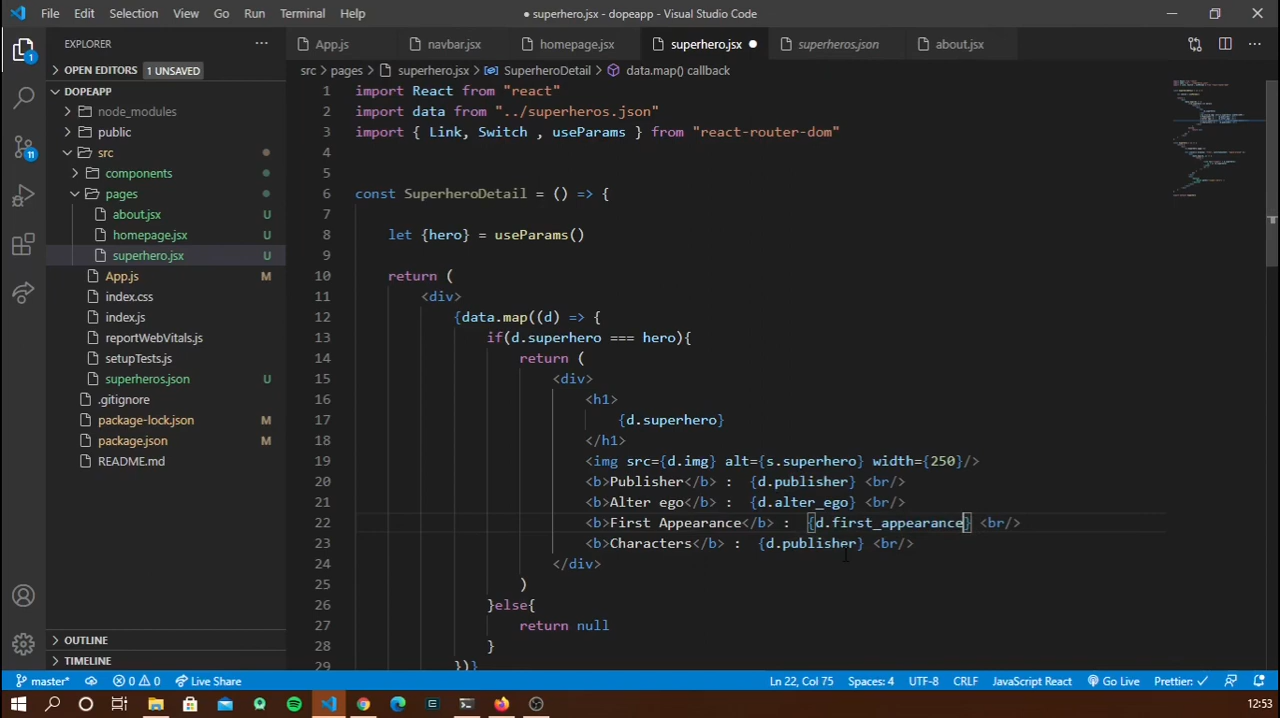 File Edit Selection View Go Run Terminal Help
● superhero.jsx - dopeapp - Visual Studio Code
EXPLORER
App.js navbar.jsx homepage.jsx superhero.jsx superheros.json about.jsx
OPEN EDITORS 1 UNSAVED
src > pages > superhero.jsx > SuperheroDetail > data.map() callback
DOPEAPP
node_modules
public
src
components
pages
about.jsx U
homepage.jsx U
superhero.jsx U
App.js M
index.css
index.js
reportWebVitals.js
setupTests.js
superheros.json U
.gitignore
package-lock.json M
package.json M
README.md
OUTLINE
TIMELINE
1
11
1 import React from "react"
2 import data from "../superheros.json"
3 import { Link, Switch , useParams } from "react-router-dom"
4
5
6 const SuperheroDetail = () => {
7
8 let {hero} = useParams()
9
10 return (
11 <div>
12 {data.map((d) => {
13 if(d.superhero === hero){
14 return (
15 <div>
16 <h1>
17 {d.superhero}
18 </h1>
19 <img src={d.img} alt={s.superhero} width={250}/>
20 <b>Publisher</b> : {d.publisher} <br/>
21 <b>Alter ego</b> : {d.alter_ego} <br/>
22 <b>First Appearance</b> : {d.first_appearance} <br/>
23 <b>Characters</b> : {d.publisher} <br/>
24 </div>
25 )
26 }else{
27 return null
28 }
29 })}
master* 0 0 Live Share Ln 22, Col 75 Spaces: 4 UTF-8 CRLF JavaScript React Go Live Prettier: ✓
12:53